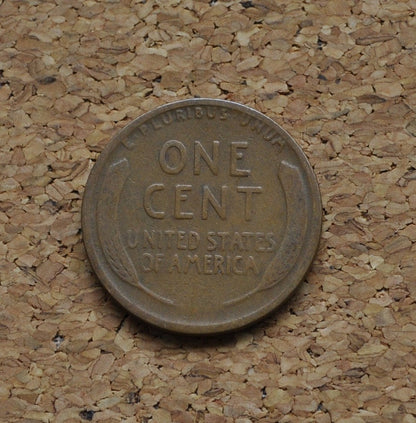 E·PLURIBUS·UNUM
ONE
CENT
UNITED STATES
OF AMERICA